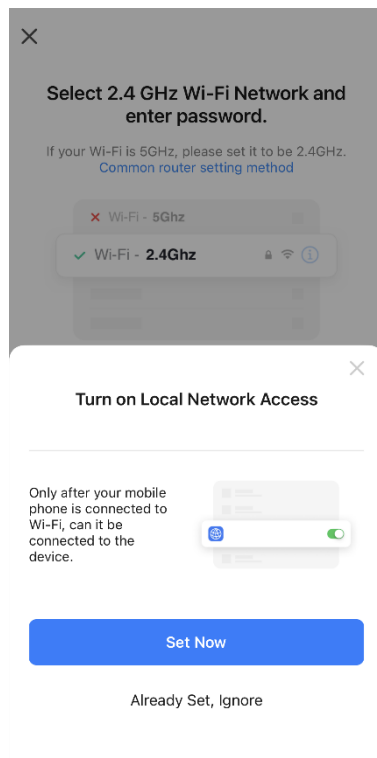 Select 2.4 GHz Wi-Fi Network and
enter password.
If your Wi-Fi is 5GHz, please set it to be 2.4GHz.
Common router setting method
Wi-Fi - 5Ghz
Wi-Fi - 2.4Ghz
Turn on Local Network Access
Only after your mobile
phone is connected to
Wi-Fi, can it be
connected to the
device.
Set Now
Already Set, Ignore